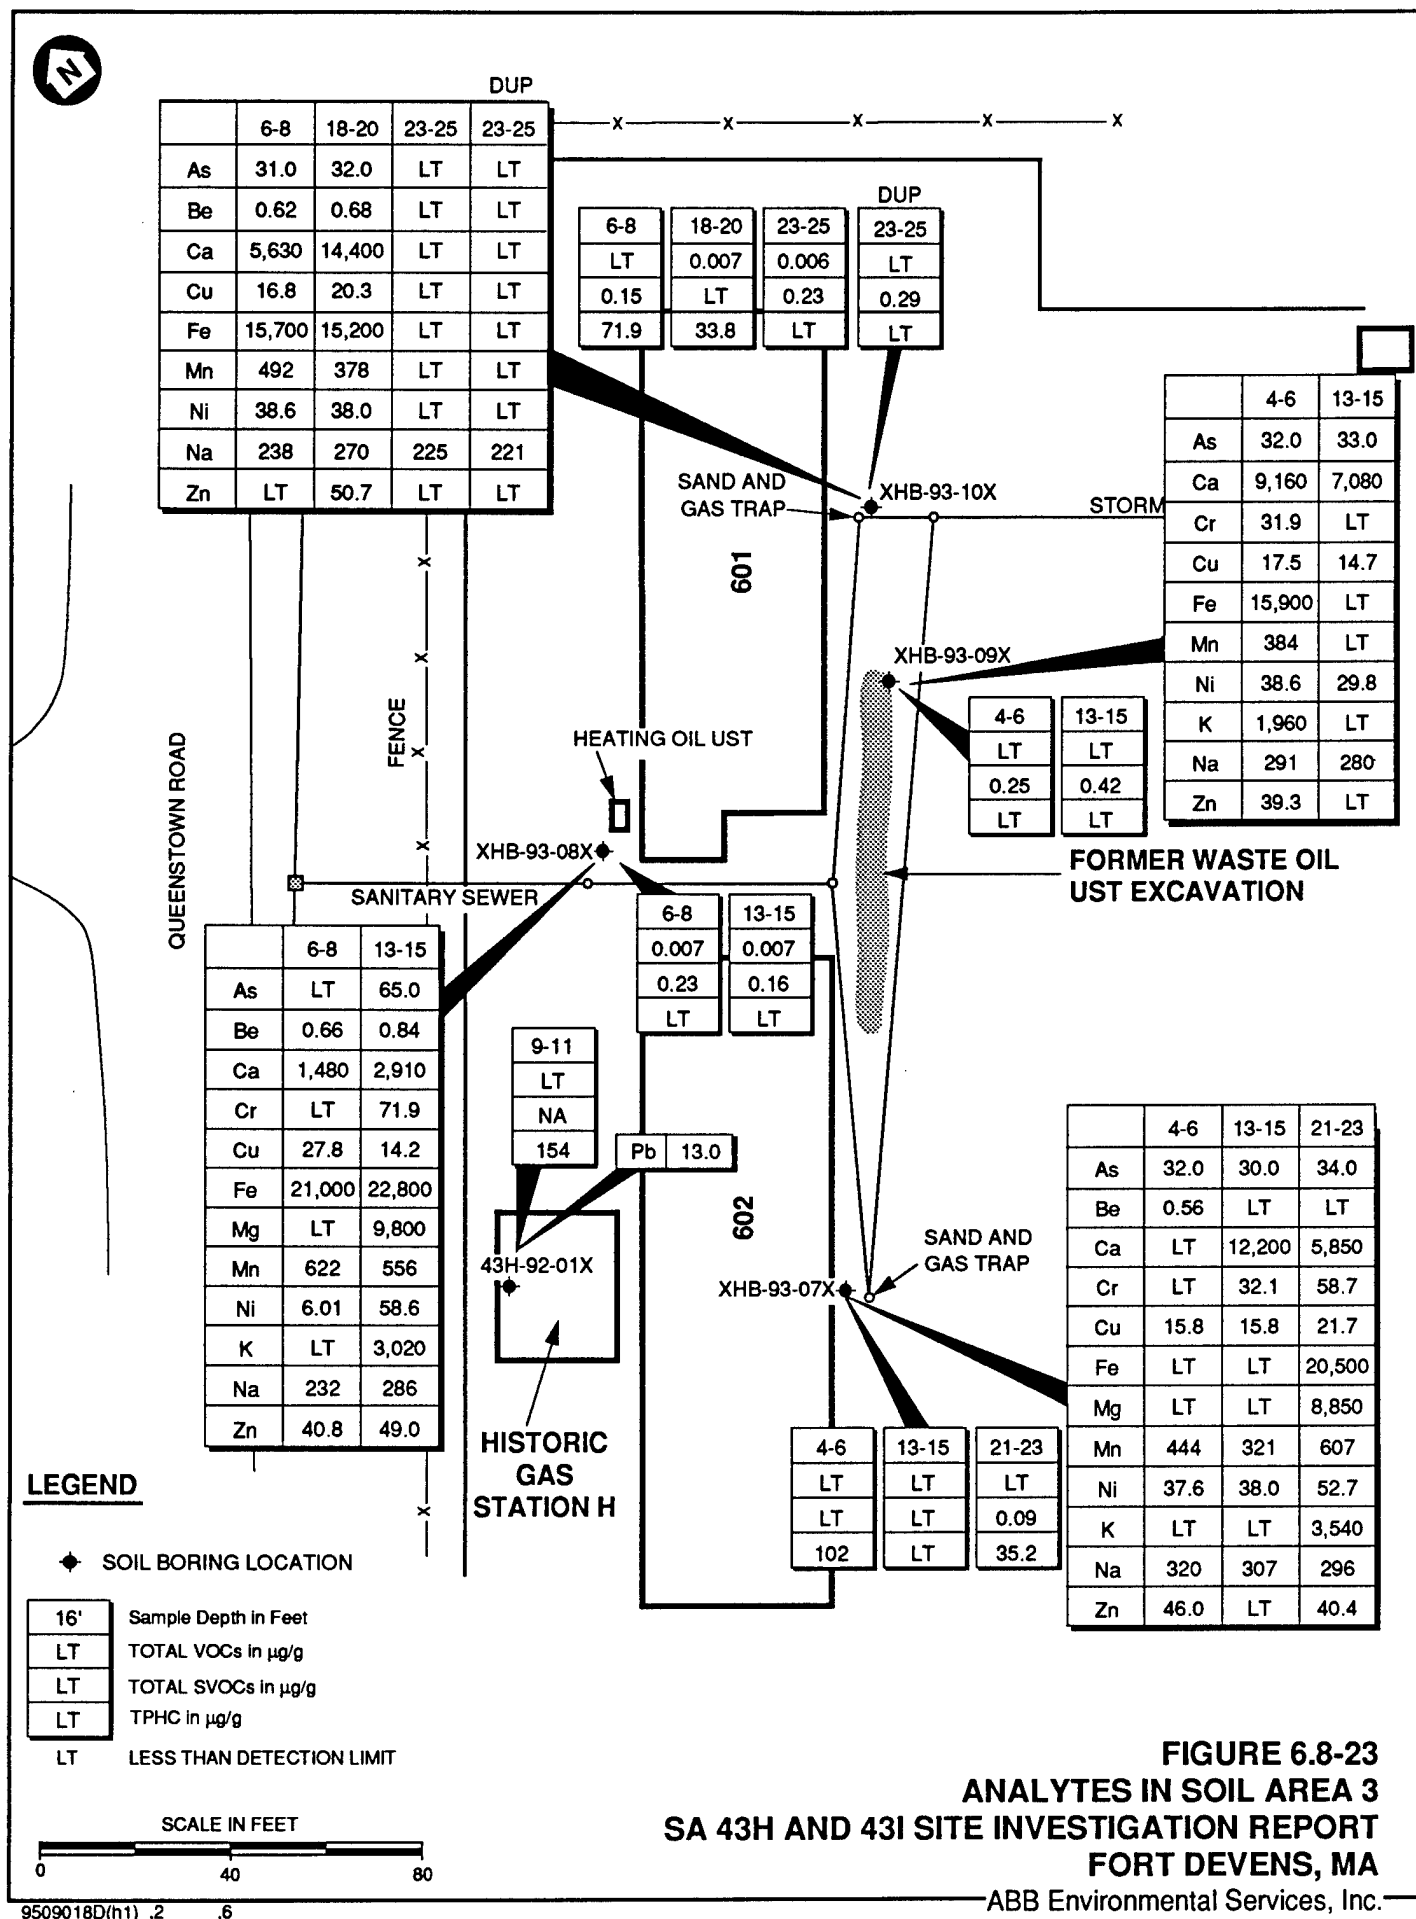 N
DUP
6-8 18-20 23-25 23-25
As 31.0 32.0 LT LT
Be 0.62 0.68 LT LT
Ca 5,630 14,400 LT LT
Cu 16.8 20.3 LT LT
Fe 15,700 15,200 LT LT
Mn 492 378 LT LT
Ni 38.6 38.0 LT LT
Na 238 270 225 221
Zn LT 50.7 LT LT
X X X X X
DUP
6-8 18-20 23-25 23-25
LT 0.007 0.006 LT
0.15 LT 0.23 0.29
71.9 33.8 LT LT
SAND AND
GAS TRAP
XHB-93-10X
STORM
601
4-6 13-15
As 32.0 33.0
Ca 9,160 7,080
Cr 31.9 LT
Cu 17.5 14.7
Fe 15,900 LT
Mn 384 LT
Ni 38.6 29.8
K 1,960 LT
Na 291 280
Zn 39.3 LT
XHB-93-09X
4-6 13-15
LT LT
0.25 0.42
LT LT
FORMER WASTE OIL
UST EXCAVATION
QUEENSTOWN ROAD
FENCE
X
X
X
X
HEATING OIL UST
XHB-93-08X
SANITARY SEWER
6-8 13-15
0.007 0.007
0.23 0.16
LT LT
6-8 13-15
As LT 65.0
Be 0.66 0.84
Ca 1,480 2,910
Cr LT 71.9
Cu 27.8 14.2
Fe 21,000 22,800
Mg LT 9,800
Mn 622 556
Ni 6.01 58.6
K LT 3,020
Na 232 286
Zn 40.8 49.0
X
9-11
LT
NA
154
Pb 13.0
43H-92-01X
HISTORIC
GAS
STATION H
602
SAND AND
GAS TRAP
XHB-93-07X
4-6 13-15 21-23
LT LT LT
LT LT 0.09
102 LT 35.2
4-6 13-15 21-23
As 32.0 30.0 34.0
Be 0.56 LT LT
Ca LT 12,200 5,850
Cr LT 32.1 58.7
Cu 15.8 15.8 21.7
Fe LT LT 20,500
Mg LT LT 8,850
Mn 444 321 607
Ni 37.6 38.0 52.7
K LT LT 3,540
Na 320 307 296
Zn 46.0 LT 40.4
LEGEND
SOIL BORING LOCATION
16' Sample Depth in Feet
LT TOTAL VOCs in µg/g
LT TOTAL SVOCs in µg/g
LT TPHC in µg/g
LT LESS THAN DETECTION LIMIT
SCALE IN FEET
0 40 80
FIGURE 6.8-23
ANALYTES IN SOIL AREA 3
SA 43H AND 43I SITE INVESTIGATION REPORT
FORT DEVENS, MA
ABB Environmental Services, Inc.
9509018D(h1) .2 .6